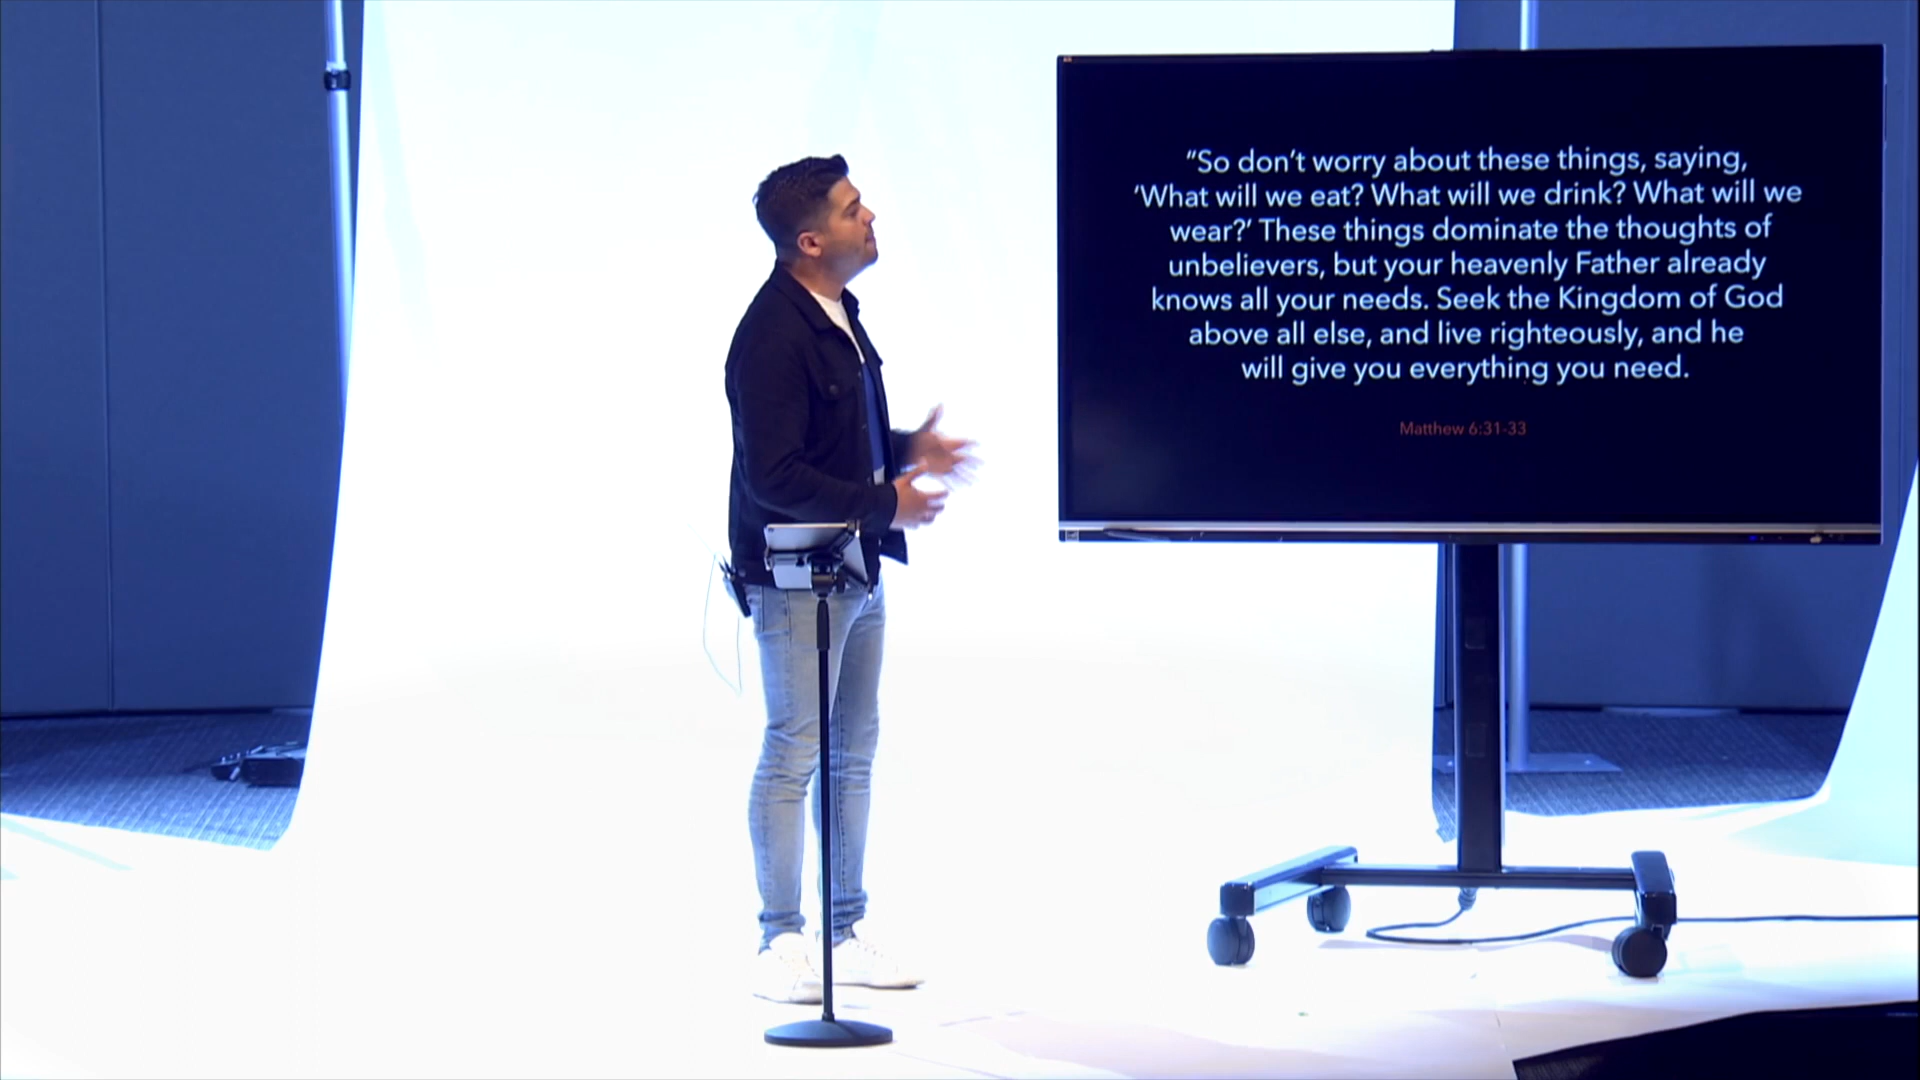 “So don’t worry about these things, saying,
‘What will we eat? What will we drink? What will we
wear?’ These things dominate the thoughts of
unbelievers, but your heavenly Father already
knows all your needs. Seek the Kingdom of God
above all else, and live righteously, and he
will give you everything you need.
Matthew 6:31-33